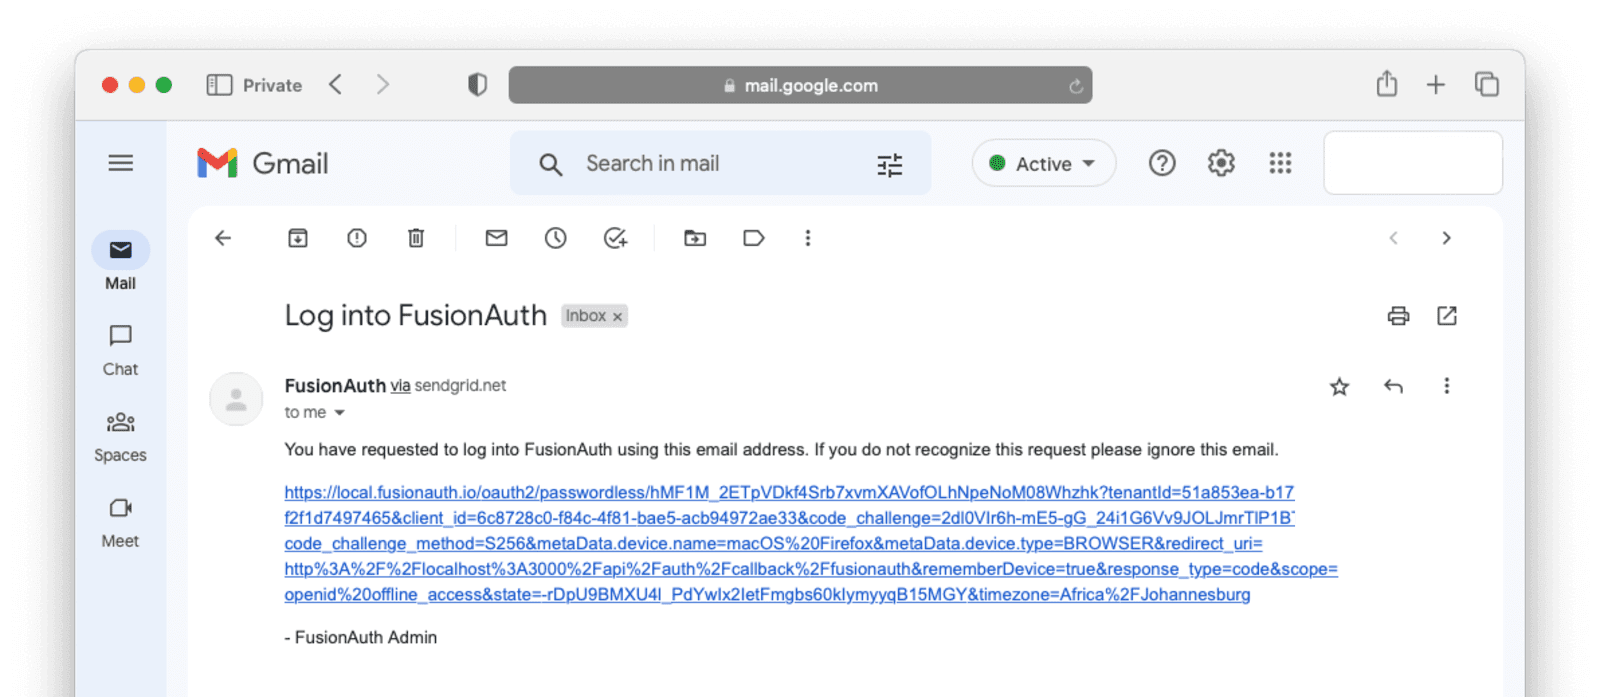 Private
mail.google.com
Gmail
Search in mail
Active
Mail
Chat
Spaces
Meet
Log into FusionAuth Inbox x
FusionAuth via sendgrid.net
to me
You have requested to log into FusionAuth using this email address. If you do not recognize this request please ignore this email.
https://local.fusionauth.io/oauth2/passwordless/hMF1M_2ETpVDkf4Srb7xvmXAVofOLhNpeNoM08Whzhk?tenantId=51a853ea-b17
f2f1d7497465&client_id=6c8728c0-f84c-4f81-bae5-acb94972ae33&code_challenge=2dl0VIr6h-mE5-gG_24i1G6Vv9JOLJmrTlP1B
code_challenge_method=S256&metaData.device.name=macOS%20Firefox&metaData.device.type=BROWSER&redirect_uri=
http%3A%2F%2Flocalhost%3A3000%2Fapi%2Fauth%2Fcallback%2Ffusionauth&rememberDevice=true&response_type=code&scope=
openid%20offline_access&state=-rDpU9BMXU4l_PdYwIx2IetFmgbs60kIymyyqB15MGY&timezone=Africa%2FJohannesburg
- FusionAuth Admin